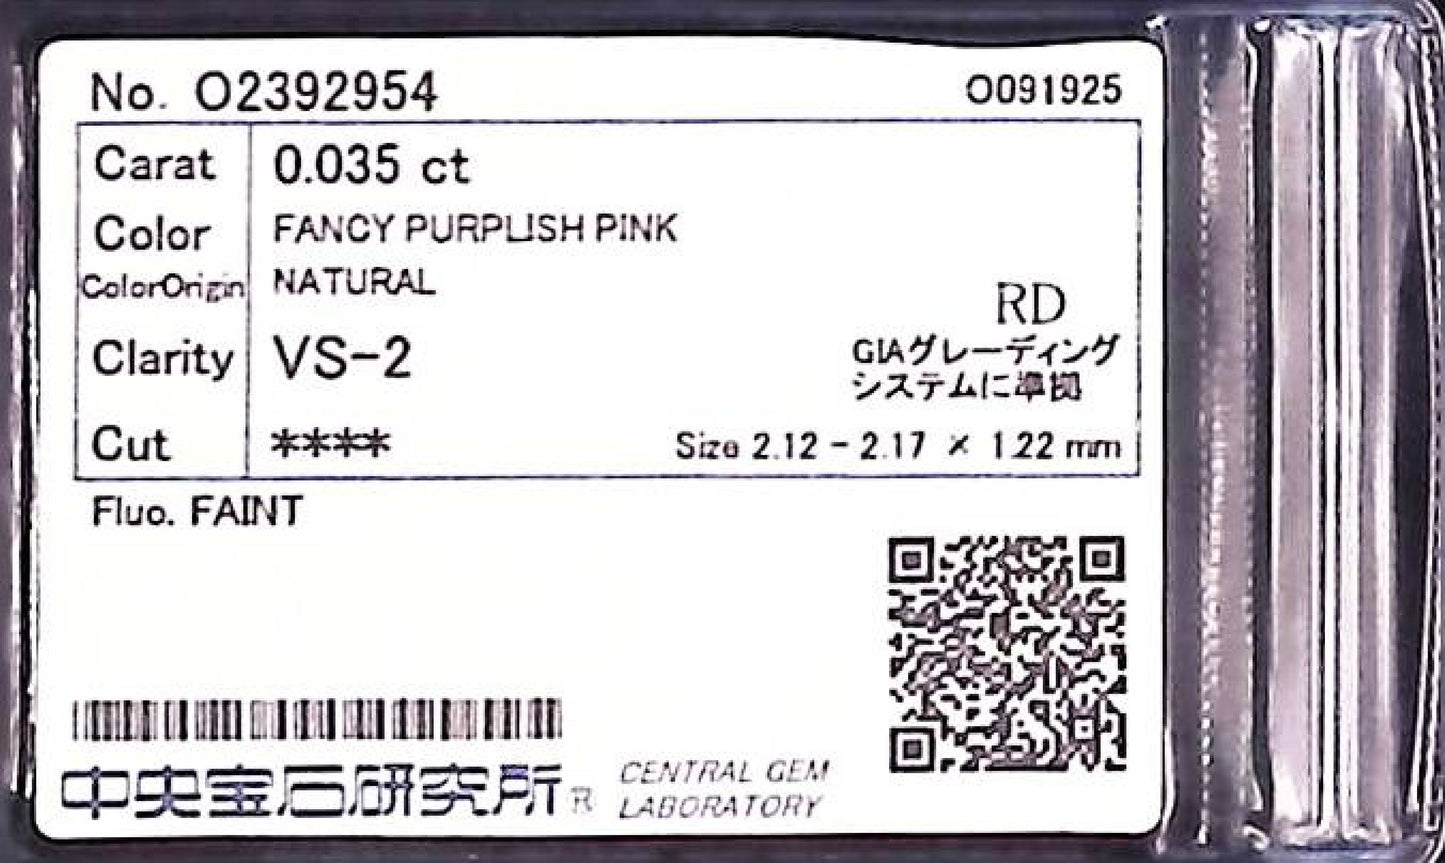 No. O2392954 O091925
Carat 0.035 ct
Color FANCY PURPLISH PINK
ColorOrigin NATURAL
RD
Clarity VS-2
GIAグレーディング
システムに準拠
Cut **** Size 2.12 - 2.17 × 1.22 mm
Fluo. FAINT
中央宝石研究所 R
CENTRAL GEM
LABORATORY